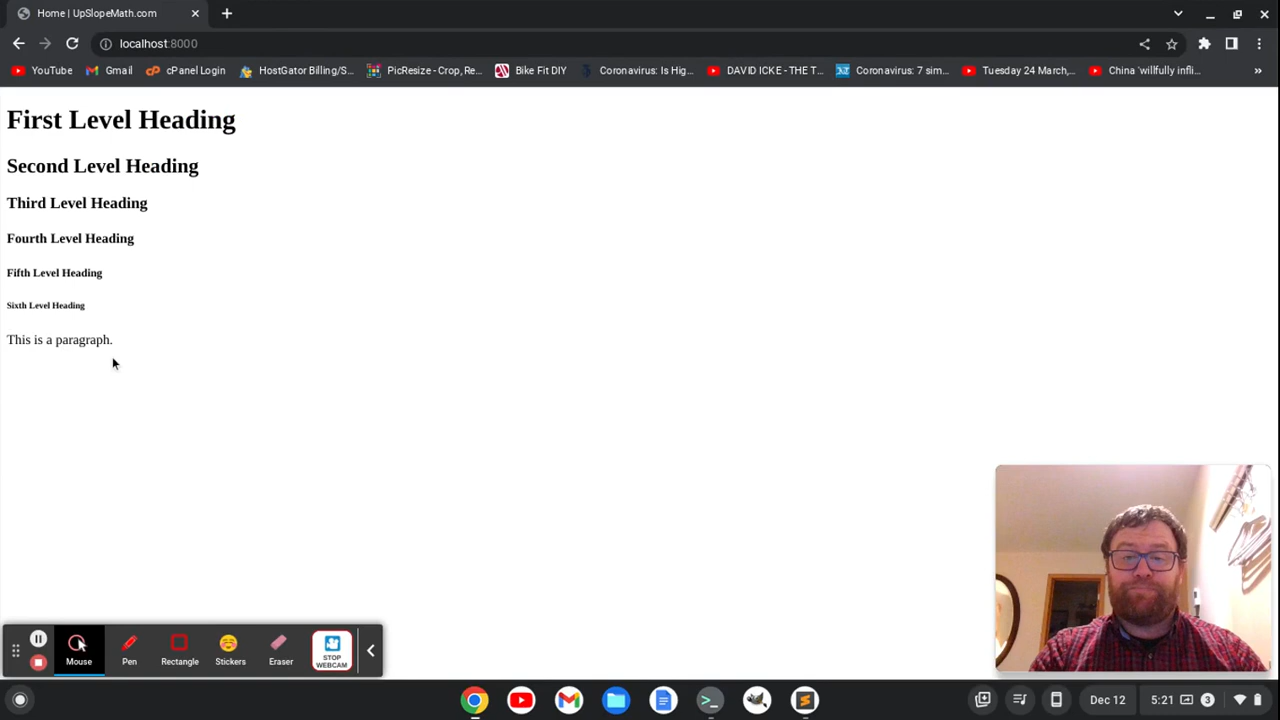 Home | UpSlopeMath.com
localhost:8000
YouTube Gmail cPanel Login HostGator Billing/S... PicResize - Crop, Re... Bike Fit DIY Coronavirus: Is Hig... DAVID ICKE - THE T... Coronavirus: 7 sim... Tuesday 24 March,... China 'willfully infli... »
First Level Heading
Second Level Heading
Third Level Heading
Fourth Level Heading
Fifth Level Heading
Sixth Level Heading
This is a paragraph.
Mouse Pen Rectangle Stickers Eraser STOP WEBCAM
Dec 12 5:21 3